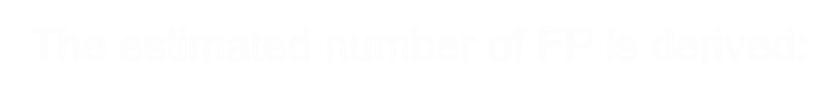 The estimated number of FP is derived: